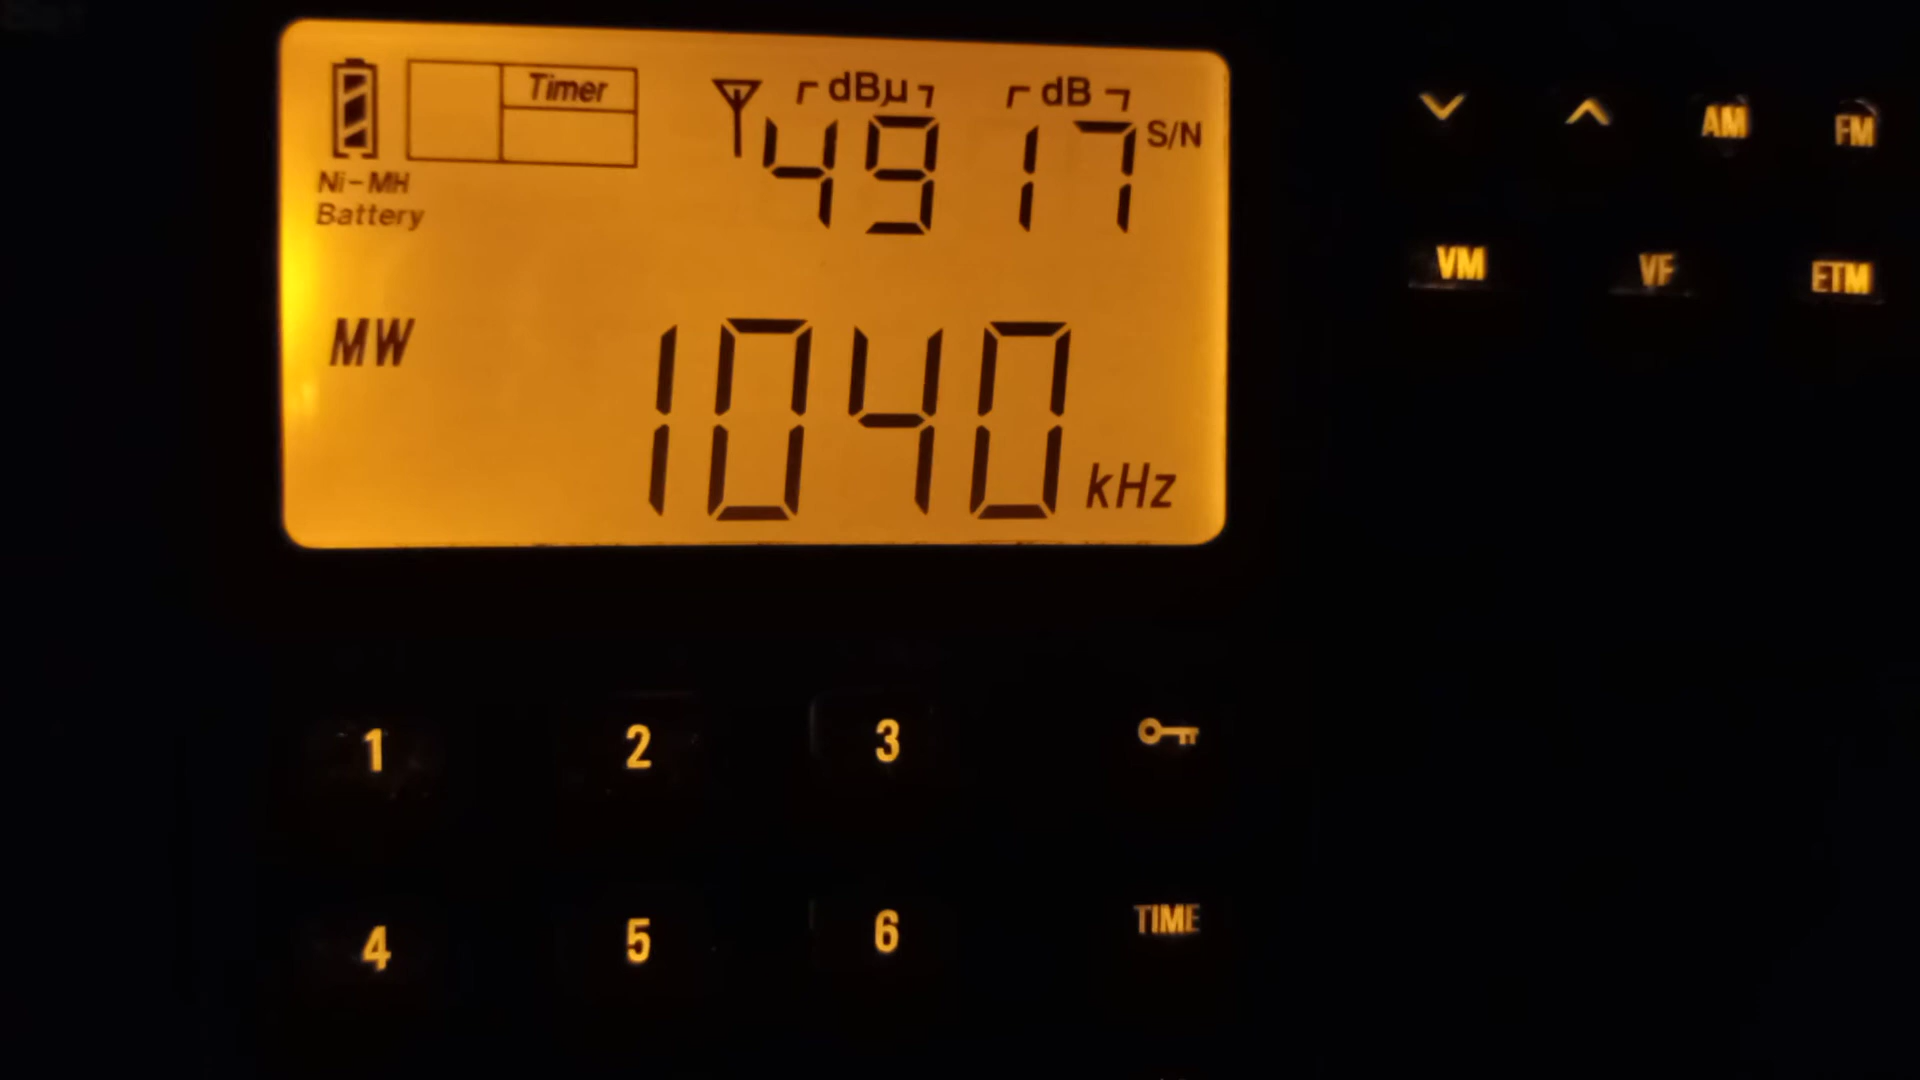 Timer
dBµ dB
49 17 S/N
Ni-MH
Battery
MW 1040 kHz
AM FM
VM VF ETM
1 2 3
4 5 6 TIME